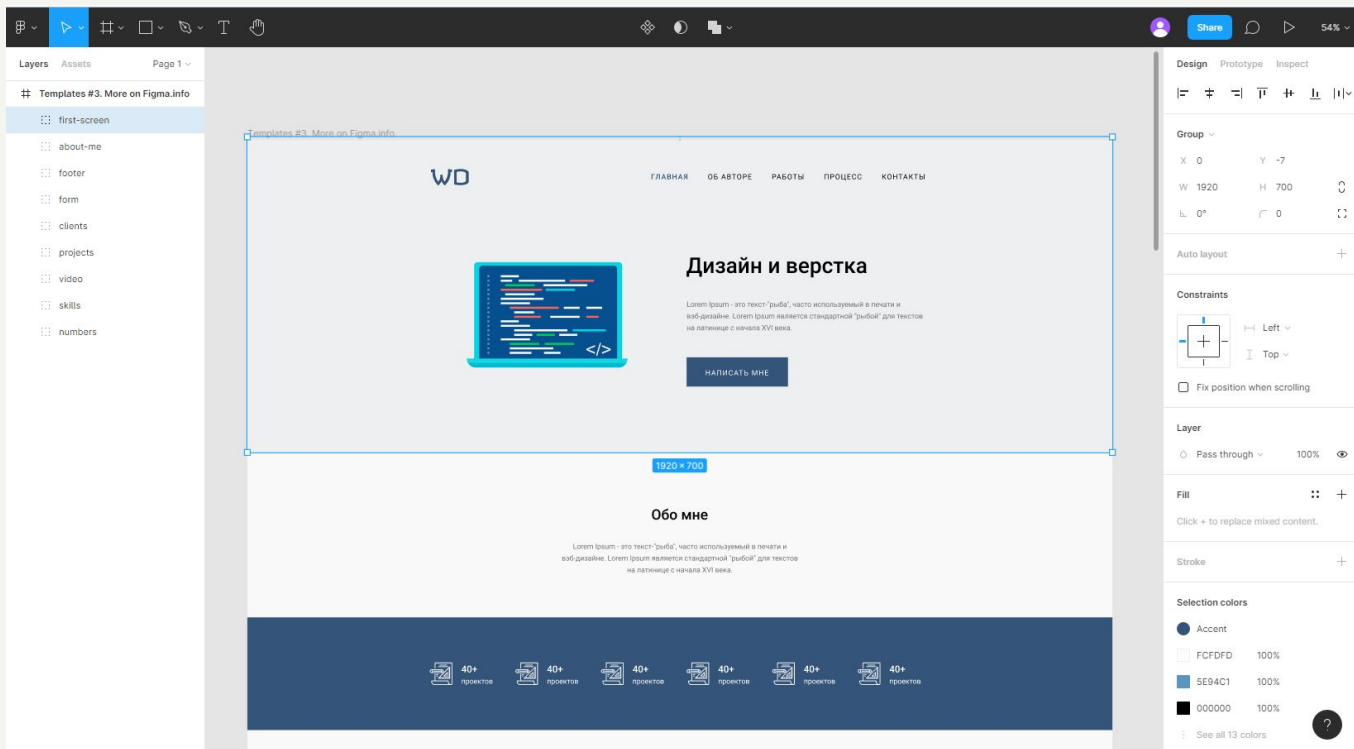 Share
54%
Layers Assets Page 1
Templates #3. More on Figma.info
first-screen
about-me
footer
form
clients
projects
video
skills
numbers
Templates #3. More on Figma.info
WD
ГЛАВНАЯ ОБ АВТОРЕ РАБОТЫ ПРОЦЕСС КОНТАКТЫ
Дизайн и верстка
Lorem Ipsum - это текст-"рыба", часто используемый в печати и
вэб-дизайне. Lorem Ipsum является стандартной "рыбой" для текстов
на латинице с начала XVI века.
НАПИСАТЬ МНЕ
</>
1920 × 700
Обо мне
Lorem Ipsum - это текст-"рыба", часто используемый в печати и
вэб-дизайне. Lorem Ipsum является стандартной "рыбой" для текстов
на латинице с начала XVI века.
40+ 40+ 40+ 40+ 40+ 40+
проектов проектов проектов проектов проектов проектов
Design Prototype Inspect
Group
X 0 Y -7
W 1920 H 700
0° 0
Auto layout
Constraints
Left
Top
Fix position when scrolling
Layer
Pass through 100%
Fill
Click + to replace mixed content.
Stroke
Selection colors
Accent
FCFDFD 100%
5E94C1 100%
000000 100%
See all 13 colors
?